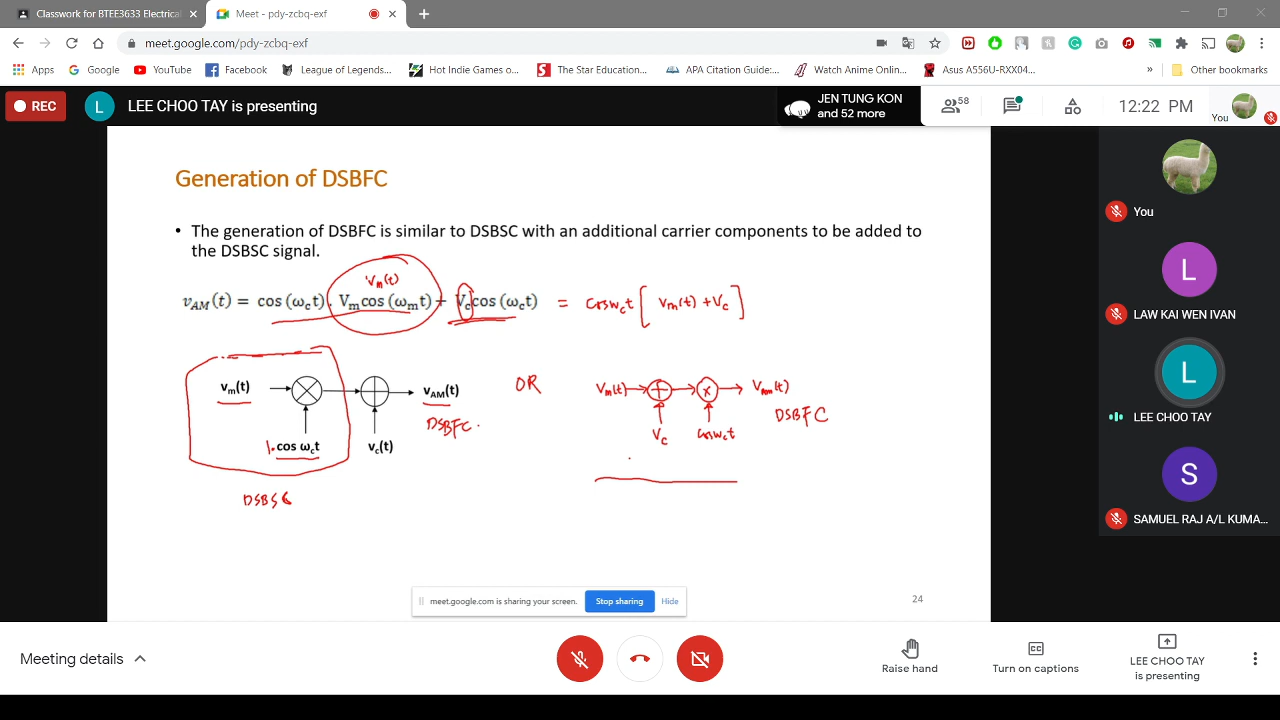 Classwork for BTEE3633 Electrical
Meet - pdy-zcbq-exf
meet.google.com/pdy-zcbq-exf
Apps Google YouTube Facebook League of Legends... Hot Indie Games o... The Star Education... APA Citation Guide:... Watch Anime Onlin... Asus A556U-RXX04... » Other bookmarks
REC L LEE CHOO TAY is presenting
JEN TUNG KON
and 52 more
58
12:22 PM
You
Generation of DSBFC
• The generation of DSBFC is similar to DSBSC with an additional carrier components to be added to
the DSBSC signal.
Vm(t)
vAM(t) = cos (ωct). Vmcos (ωmt) + Vccos (ωct) = cosωct [ Vm(t) + Vc ]
vm(t) vAM(t) OR Vm(t) + × VAM(t)
DSBFC. DSBFC
1.cos ωct vc(t) Vc cosωct
DSBSC
24
meet.google.com is sharing your screen. Stop sharing Hide
You
L
LAW KAI WEN IVAN
L
LEE CHOO TAY
S
SAMUEL RAJ A/L KUMA...
Meeting details
Raise hand
CC
Turn on captions
LEE CHOO TAY
is presenting